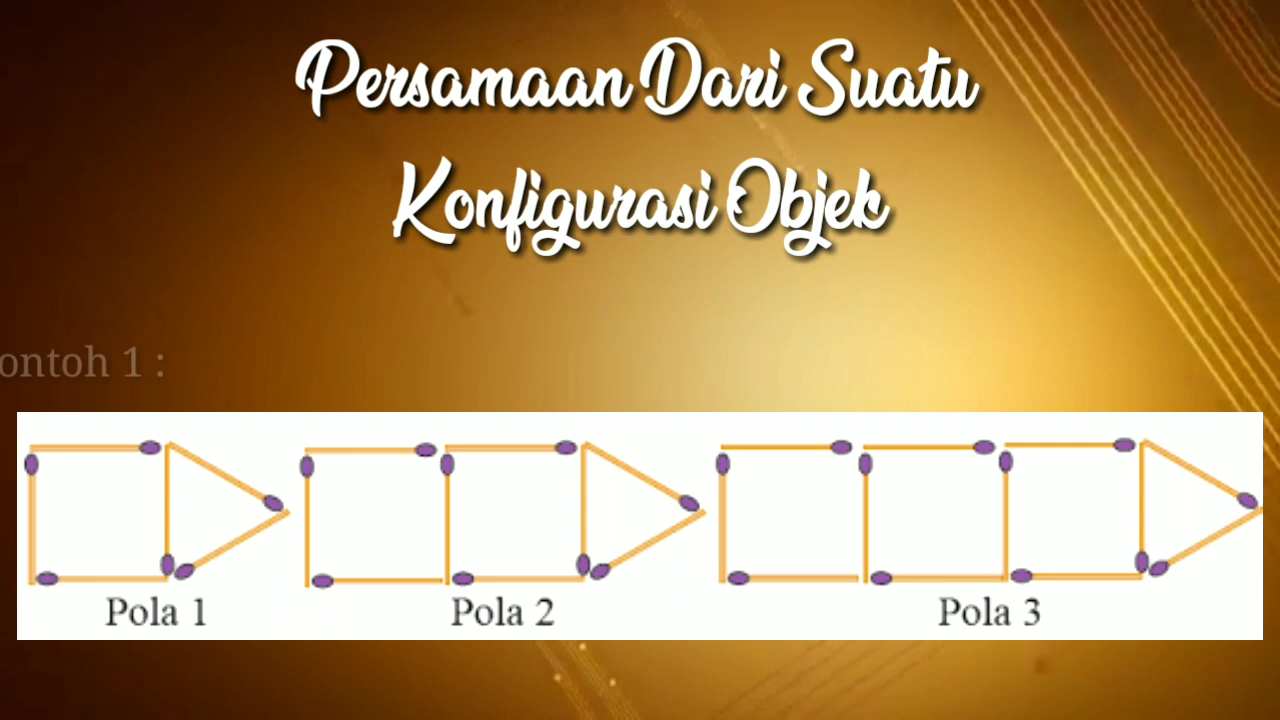 Persamaan Dari Suatu
Konfigurasi Objek
ontoh 1 :
Pola 1
Pola 2
Pola 3